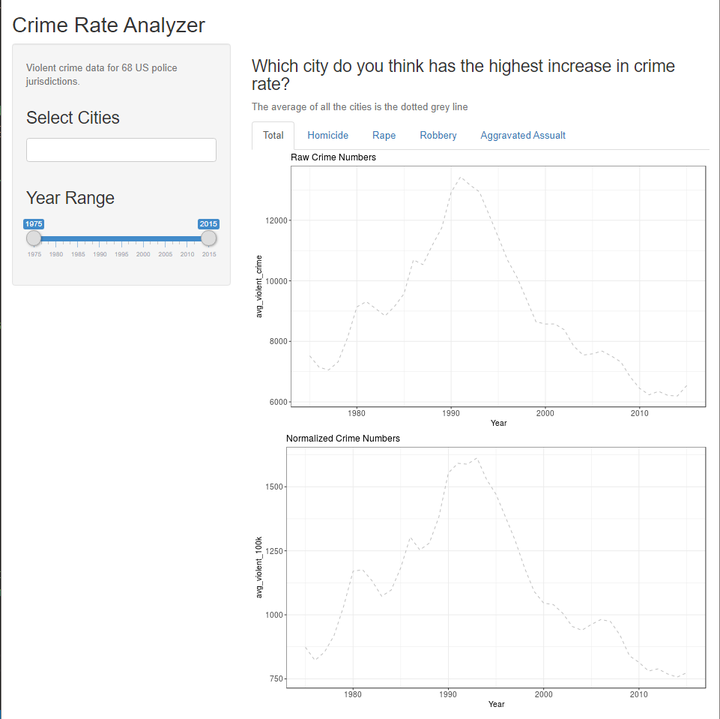 Crime Rate Analyzer
Violent crime data for 68 US police
jurisdictions.
Select Cities
Year Range
1975 2015
1975 1980 1985 1990 1995 2000 2005 2010 2015
Which city do you think has the highest increase in crime
rate?
The average of all the cities is the dotted grey line
Total Homicide Rape Robbery Aggravated Assualt
Raw Crime Numbers
avg_violent_crime
12000
10000
8000
6000
1980 1990 2000 2010
Year
Normalized Crime Numbers
avg_violent_100k
1500
1250
1000
750
1980 1990 2000 2010
Year